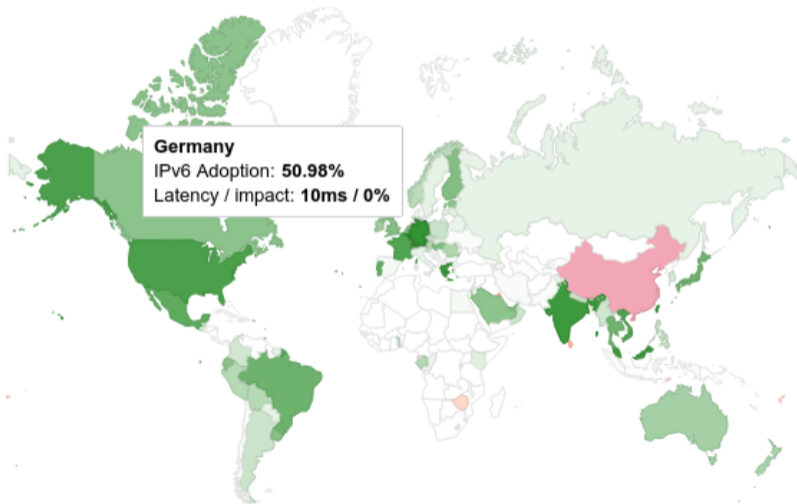 Germany
IPv6 Adoption: 50.98%
Latency / impact: 10ms / 0%